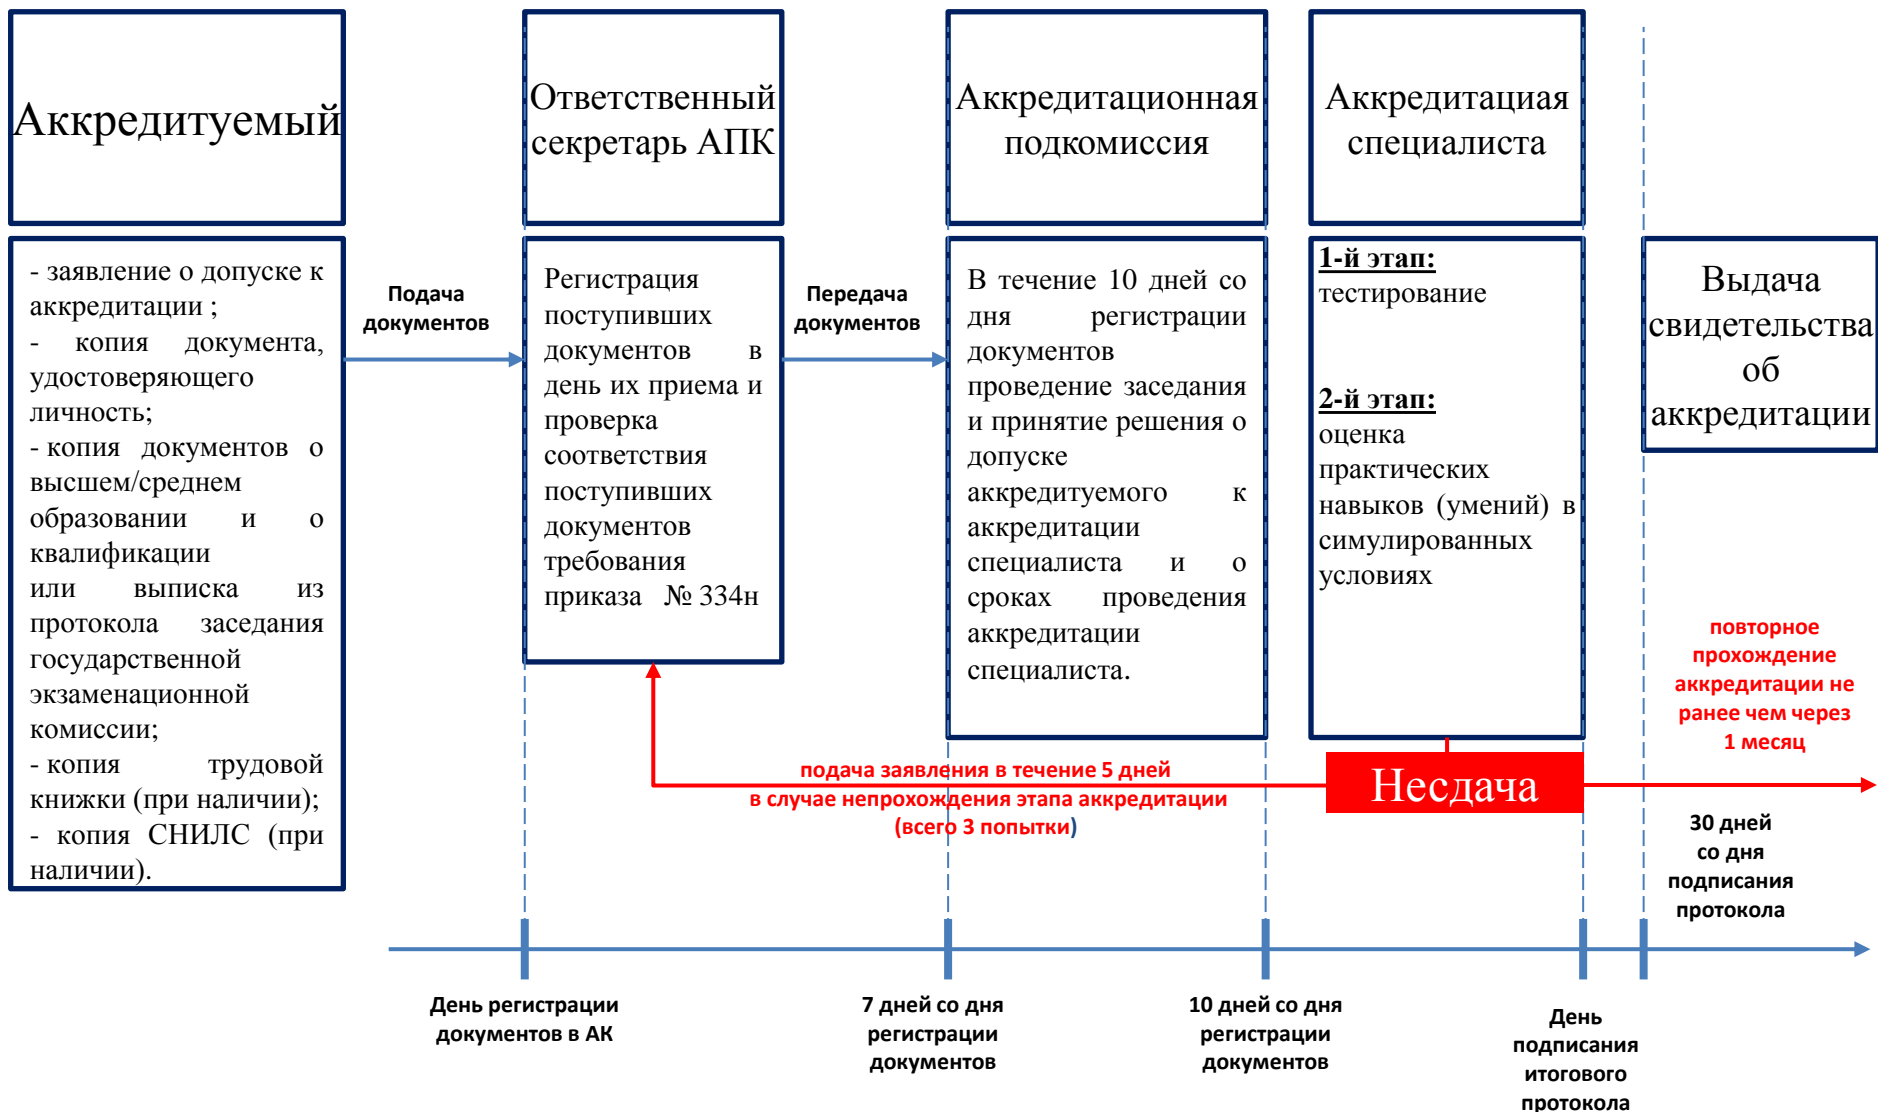 Аккредитуемый
Ответственный
секретарь АПК
Аккредитационная
подкомиссия
Аккредитациая
специалиста
- заявление о допуске к
аккредитации ;
- копия документа,
удостоверяющего
личность;
- копия документов о
высшем/среднем
образовании и о
квалификации
или выписка из
протокола заседания
государственной
экзаменационной
комиссии;
- копия трудовой
книжки (при наличии);
- копия СНИЛС (при
наличии).
Подача
документов
Регистрация
поступивших
документов в
день их приема и
проверка
соответствия
поступивших
документов
требования
приказа № 334н
Передача
документов
В течение 10 дней со
дня регистрации
документов
проведение заседания
и принятие решения о
допуске
аккредитуемого к
аккредитации
специалиста и о
сроках проведения
аккредитации
специалиста.
1-й этап:
тестирование
2-й этап:
оценка
практических
навыков (умений) в
симулированных
условиях
Выдача
свидетельства
об
аккредитации
повторное
прохождение
аккредитации не
ранее чем через
1 месяц
подача заявления в течение 5 дней
в случае непрохождения этапа аккредитации
(всего 3 попытки)
Несдача
30 дней
со дня
подписания
протокола
День регистрации
документов в АК
7 дней со дня
регистрации
документов
10 дней со дня
регистрации
документов
День
подписания
итогового
протокола